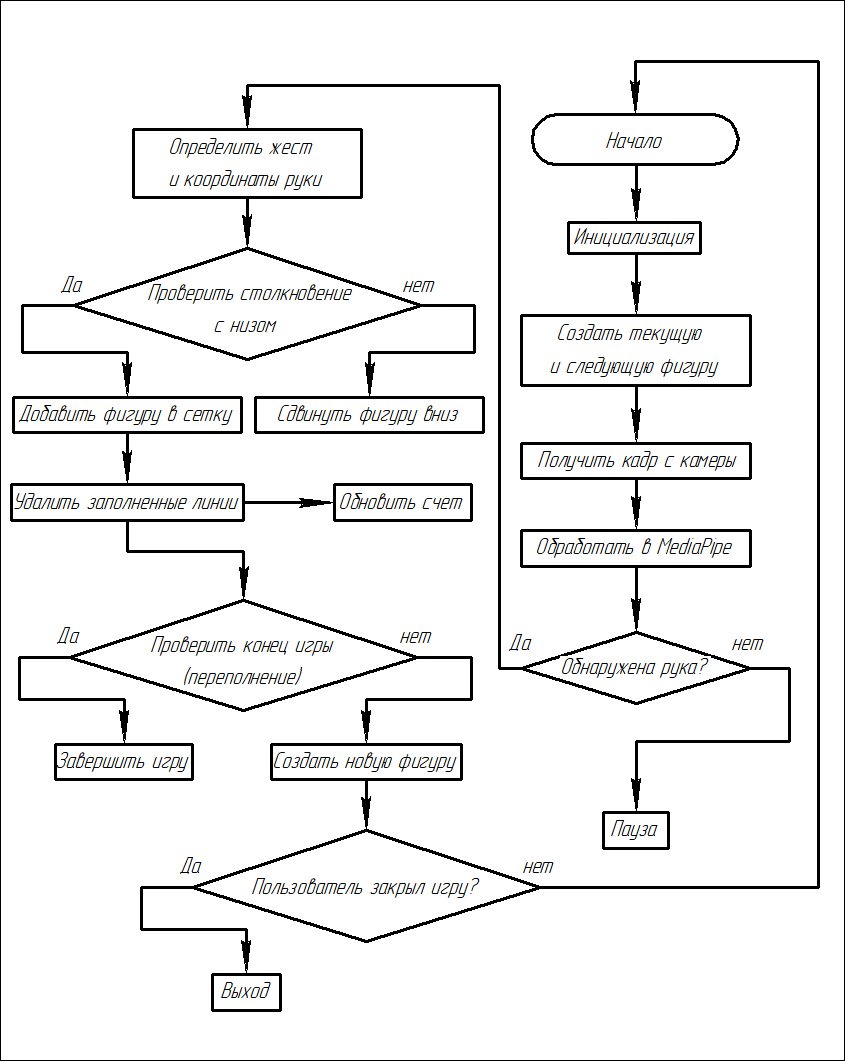 Начало
Инициализация
Создать текущую
и следующую фигуру
Получить кадр с камеры
Обработать в MediaPipe
Да
нет
Обнаружена рука?
Пауза
Определить жест
и координаты руки
Да
нет
Проверить столкновение
с низом
Добавить фигуру в сетку
Сдвинуть фигуру вниз
Удалить заполненные линии
Обновить счет
Да
нет
Проверить конец игры
(переполнение)
Завершить игру
Создать новую фигуру
Да
нет
Пользователь закрыл игру?
Выход